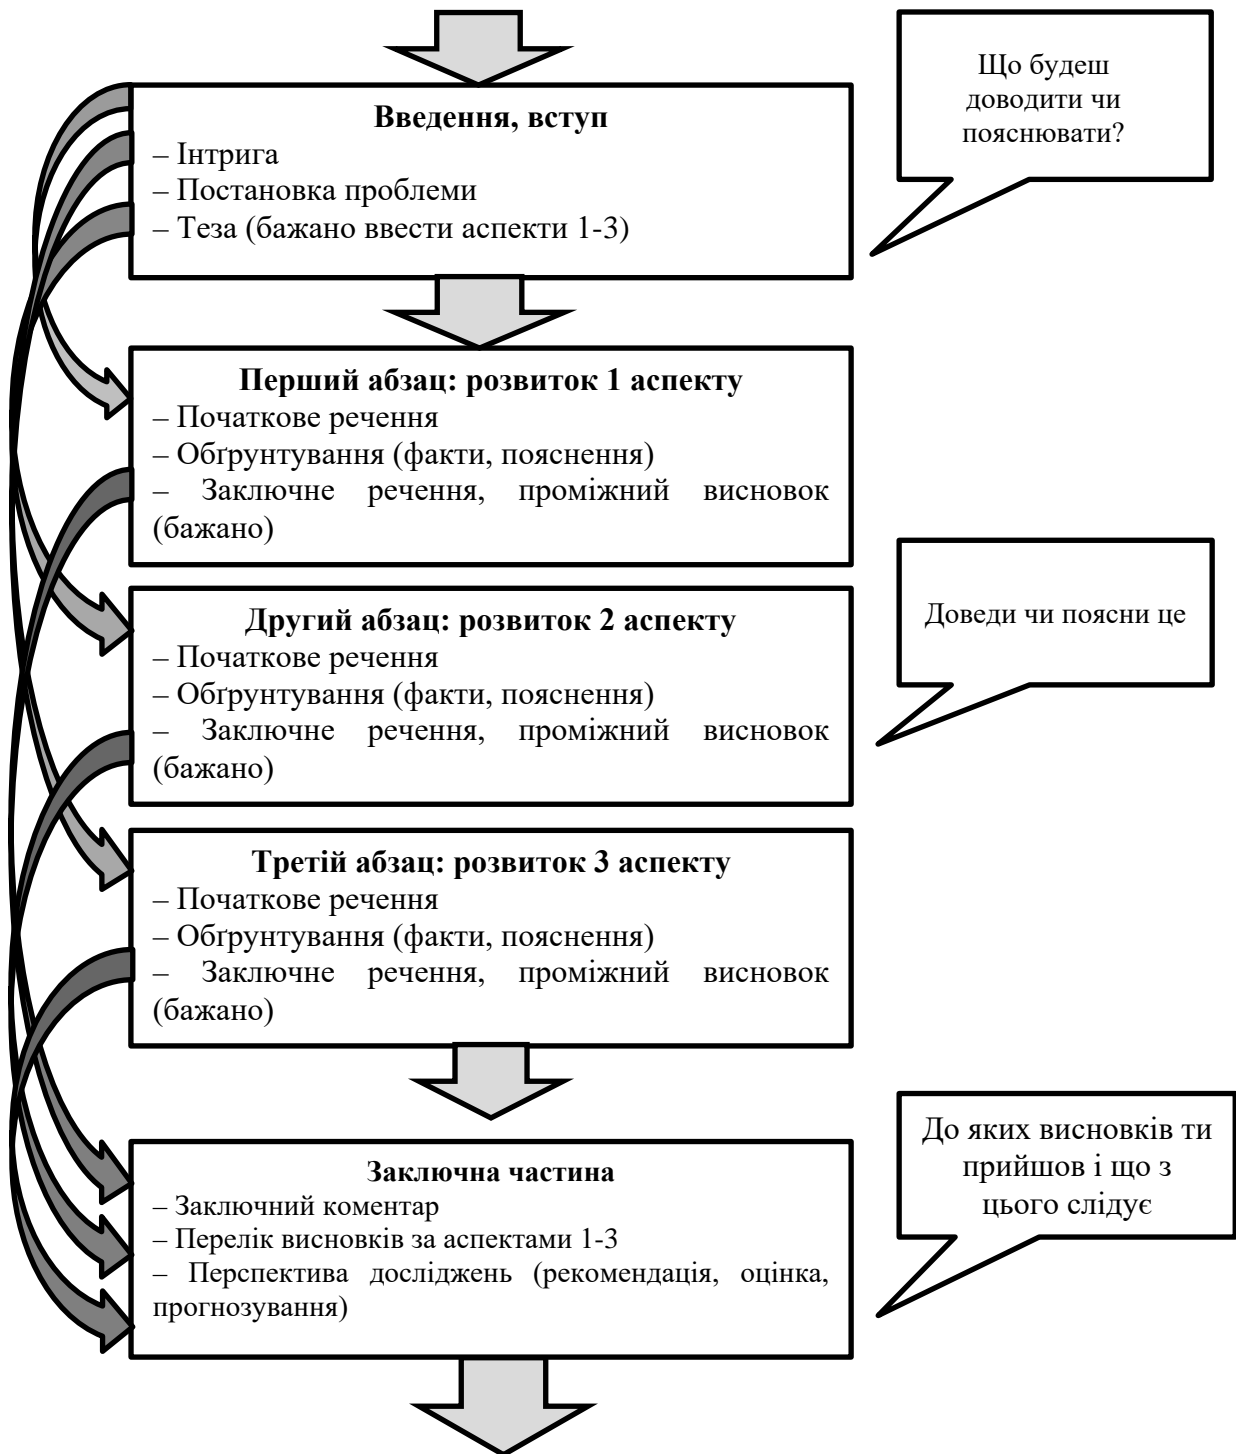 Що будеш
доводити чи
пояснювати?
Введення, вступ
– Інтрига
– Постановка проблеми
– Теза (бажано ввести аспекти 1-3)
Перший абзац: розвиток 1 аспекту
– Початкове речення
– Обґрунтування (факти, пояснення)
– Заключне речення, проміжний висновок
(бажано)
Другий абзац: розвиток 2 аспекту
– Початкове речення
– Обґрунтування (факти, пояснення)
– Заключне речення, проміжний висновок
(бажано)
Доведи чи поясни це
Третій абзац: розвиток 3 аспекту
– Початкове речення
– Обґрунтування (факти, пояснення)
– Заключне речення, проміжний висновок
(бажано)
Заключна частина
– Заключний коментар
– Перелік висновків за аспектами 1-3
– Перспектива досліджень (рекомендація, оцінка,
прогнозування)
До яких висновків ти
прийшов і що з
цього слідує